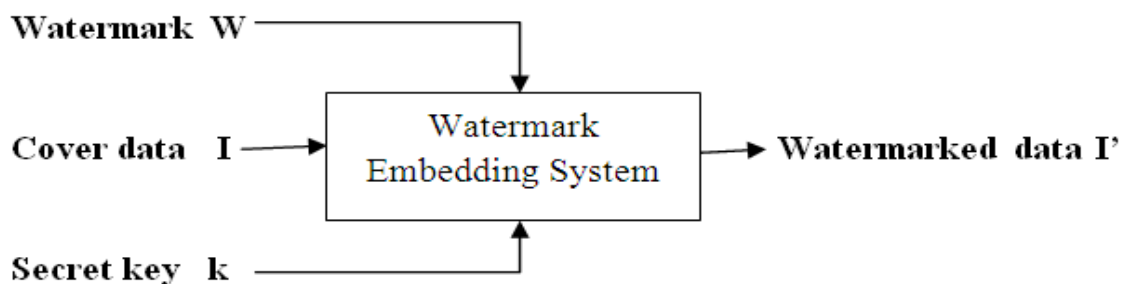 Watermark W
Cover data I
Watermark
Embedding System
Watermarked data I’
Secret key k